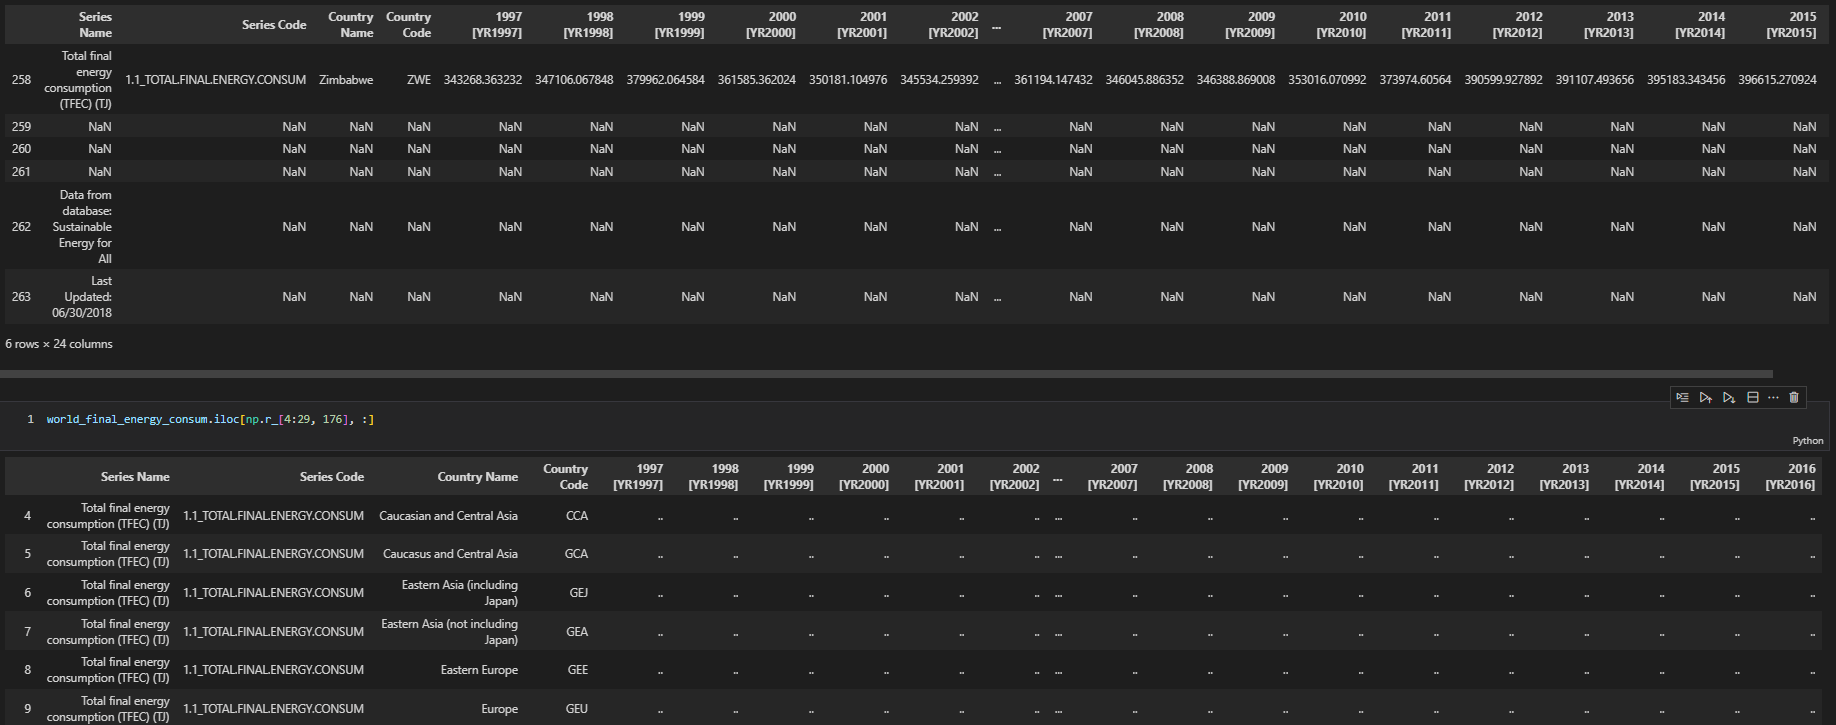 Series Name Series Code Country Name Country Code 1997 [YR1997] 1998 [YR1998] 1999 [YR1999] 2000 [YR2000] 2001 [YR2001] 2002 [YR2002] ... 2007 [YR2007] 2008 [YR2008] 2009 [YR2009] 2010 [YR2010] 2011 [YR2011] 2012 [YR2012] 2013 [YR2013] 2014 [YR2014] 2015 [YR2015]
258 Total final energy consumption (TFEC) (TJ) 1.1_TOTAL.FINAL.ENERGY.CONSUM Zimbabwe ZWE 343268.363232 347106.067848 379962.064584 361585.362024 350181.104976 345534.259392 ... 361194.147432 346045.886352 346388.869008 353016.070992 373974.60564 390599.927892 391107.493656 395183.343456 396615.270924
259 NaN NaN NaN NaN NaN NaN NaN NaN NaN NaN ... NaN NaN NaN NaN NaN NaN NaN NaN NaN
260 NaN NaN NaN NaN NaN NaN NaN NaN NaN NaN ... NaN NaN NaN NaN NaN NaN NaN NaN NaN
261 NaN NaN NaN NaN NaN NaN NaN NaN NaN NaN ... NaN NaN NaN NaN NaN NaN NaN NaN NaN
262 Data from database: Sustainable Energy for All NaN NaN NaN NaN NaN NaN NaN NaN NaN ... NaN NaN NaN NaN NaN NaN NaN NaN NaN
263 Last Updated: 06/30/2018 NaN NaN NaN NaN NaN NaN NaN NaN NaN ... NaN NaN NaN NaN NaN NaN NaN NaN NaN
6 rows × 24 columns
1 world_final_energy_consum.iloc[np.r_[4:29, 176], :]
Python
Series Name Series Code Country Name Country Code 1997 [YR1997] 1998 [YR1998] 1999 [YR1999] 2000 [YR2000] 2001 [YR2001] 2002 [YR2002] ... 2007 [YR2007] 2008 [YR2008] 2009 [YR2009] 2010 [YR2010] 2011 [YR2011] 2012 [YR2012] 2013 [YR2013] 2014 [YR2014] 2015 [YR2015] 2016 [YR2016]
4 Total final energy consumption (TFEC) (TJ) 1.1_TOTAL.FINAL.ENERGY.CONSUM Caucasian and Central Asia CCA .. .. .. .. .. .. ... .. .. .. .. .. .. .. .. .. ..
5 Total final energy consumption (TFEC) (TJ) 1.1_TOTAL.FINAL.ENERGY.CONSUM Caucasus and Central Asia GCA .. .. .. .. .. .. ... .. .. .. .. .. .. .. .. .. ..
6 Total final energy consumption (TFEC) (TJ) 1.1_TOTAL.FINAL.ENERGY.CONSUM Eastern Asia (including Japan) GEJ .. .. .. .. .. .. ... .. .. .. .. .. .. .. .. .. ..
7 Total final energy consumption (TFEC) (TJ) 1.1_TOTAL.FINAL.ENERGY.CONSUM Eastern Asia (not including Japan) GEA .. .. .. .. .. .. ... .. .. .. .. .. .. .. .. .. ..
8 Total final energy consumption (TFEC) (TJ) 1.1_TOTAL.FINAL.ENERGY.CONSUM Eastern Europe GEE .. .. .. .. .. .. ... .. .. .. .. .. .. .. .. .. ..
9 Total final energy consumption (TFEC) (TJ) 1.1_TOTAL.FINAL.ENERGY.CONSUM Europe GEU .. .. .. .. .. .. ... .. .. .. .. .. .. .. .. .. ..